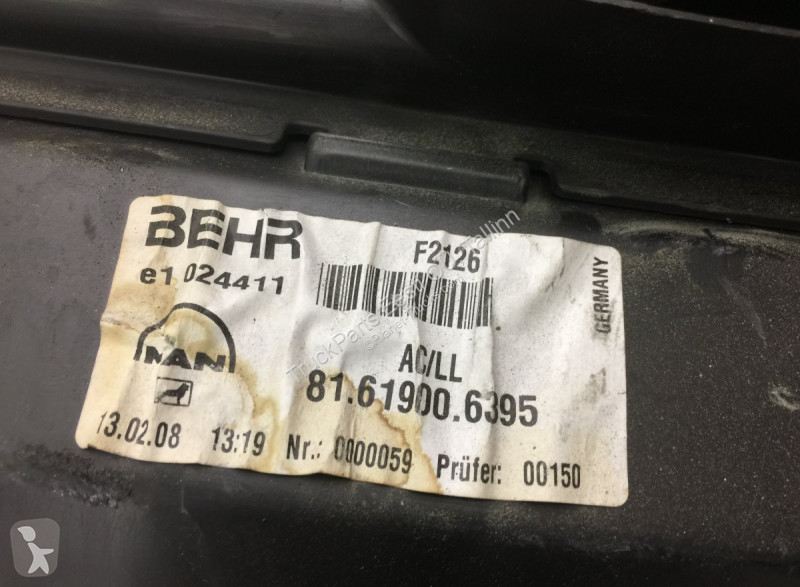 BEHR
F2126
e1 024411
GERMANY
MAN
AC/LL
81.61900.6395
13.02.08 13:19 Nr.: 0000059 Prüfer: 00150